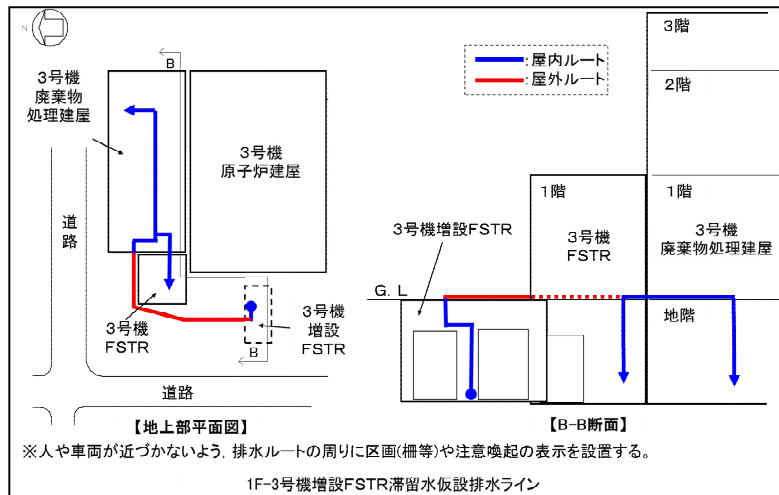 N
B
3号機
廃棄物
処理建屋
3号機
原子炉建屋
道
路
3号機
FSTR
3号機
増設
FSTR
B
道路
【地上部平面図】
:屋内ルート
:屋外ルート
3階
2階
1階
1階
3号機
FSTR
3号機
廃棄物処理建屋
3号機増設FSTR
G.L
地階
【B-B断面】
※人や車両が近づかないよう,排水ルートの周りに区画(柵等)や注意喚起の表示を設置する。
1F-3号機増設FSTR滞留水仮設排水ライン